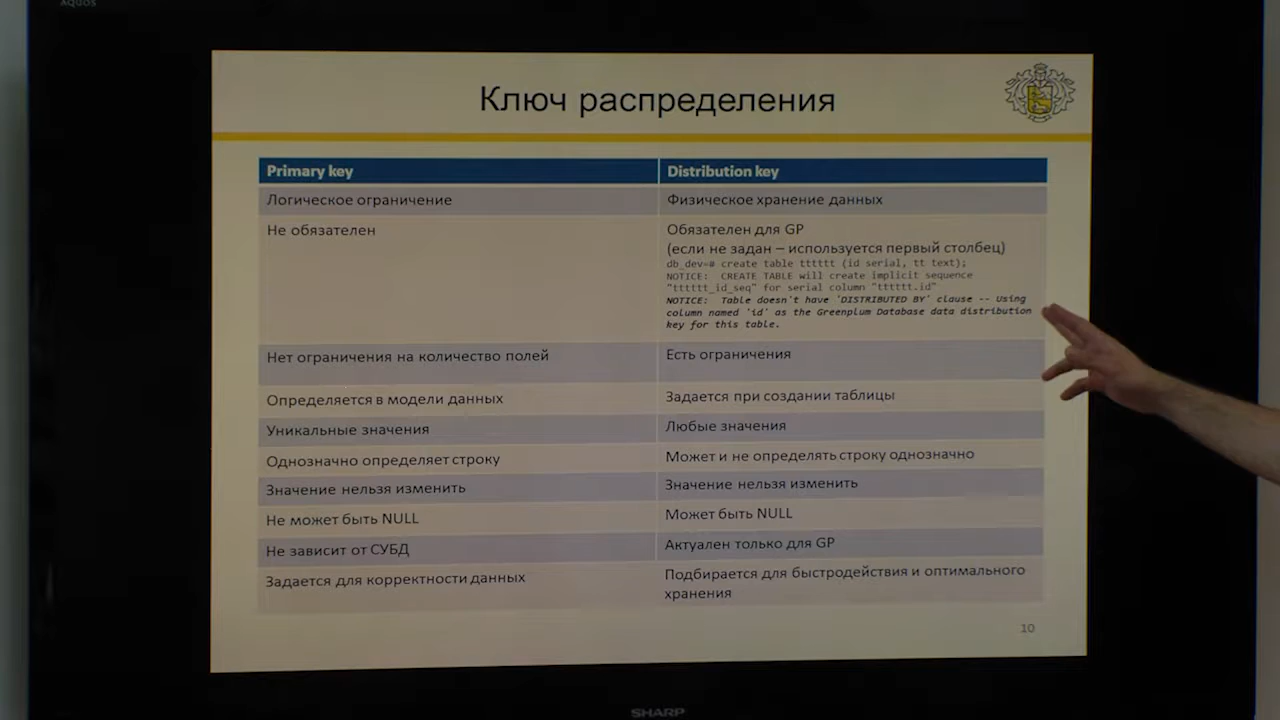 AQUOS
Ключ распределения
Primary key
Distribution key
Логическое ограничение
Физическое хранение данных
Не обязателен
Обязателен для GP
(если не задан – используется первый столбец)
db_dev=# create table tttttt (id serial, tt text);
NOTICE: CREATE TABLE will create implicit sequence
"tttttt_id_seq" for serial column "tttttt.id"
NOTICE: Table doesn't have 'DISTRIBUTED BY' clause -- Using
column named 'id' as the Greenplum Database data distribution
key for this table.
Нет ограничения на количество полей
Есть ограничения
Определяется в модели данных
Задается при создании таблицы
Уникальные значения
Любые значения
Однозначно определяет строку
Может и не определять строку однозначно
Значение нельзя изменить
Значение нельзя изменить
Не может быть NULL
Может быть NULL
Не зависит от СУБД
Актуален только для GP
Задается для корректности данных
Подбирается для быстродействия и оптимального
хранения
10
SHARP